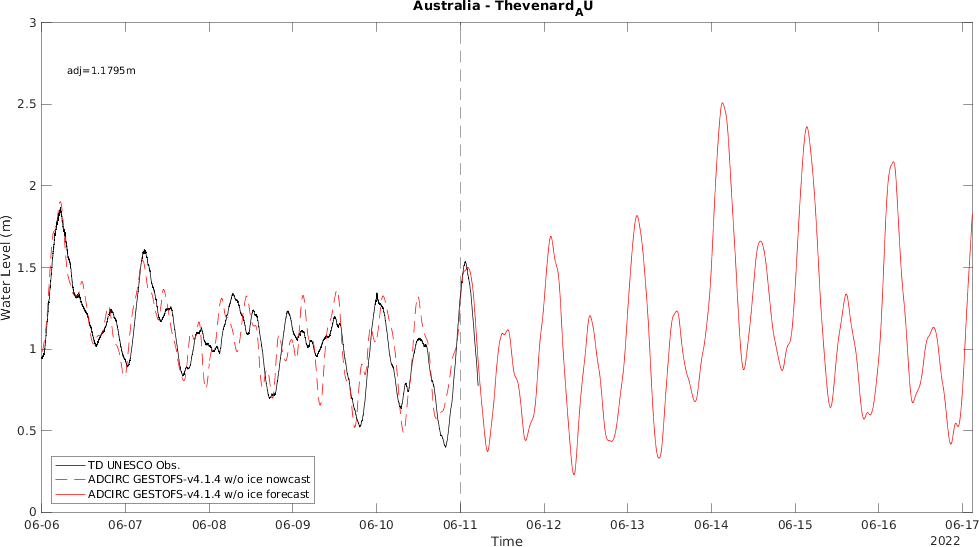 Australia - Thevenard_AU
adj=1.1795m
3
2.5
2
1.5
1
0.5
0
Water Level (m)
TD UNESCO Obs.
ADCIRC GESTOFS-v4.1.4 w/o ice nowcast
ADCIRC GESTOFS-v4.1.4 w/o ice forecast
06-06 06-07 06-08 06-09 06-10 06-11 06-12 06-13 06-14 06-15 06-16 06-17
Time
2022